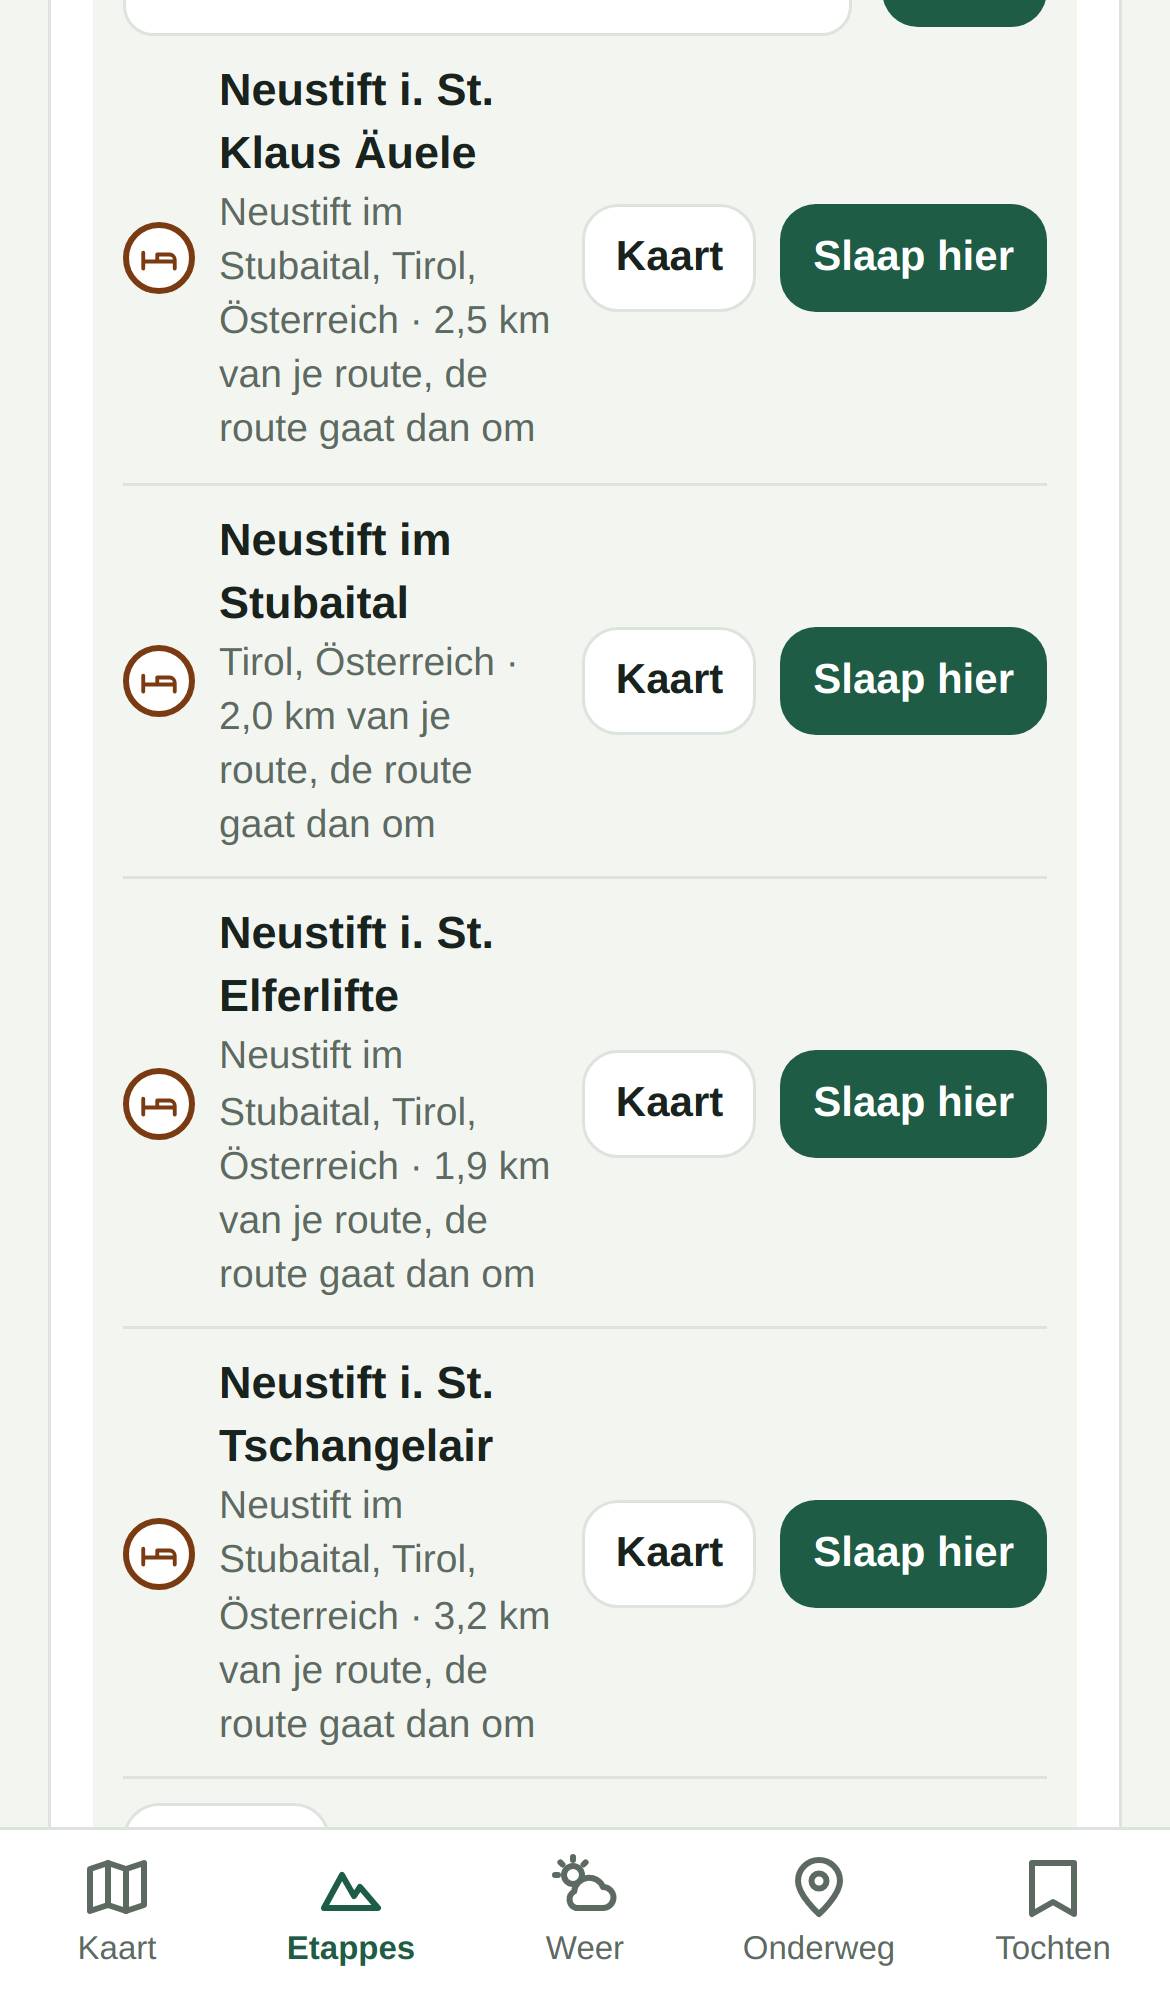 Neustift i. St.
Klaus Äuele
Neustift im
Stubaital, Tirol,
Österreich · 2,5 km
van je route, de
route gaat dan om
Kaart
Slaap hier
Neustift im
Stubaital
Tirol, Österreich ·
2,0 km van je
route, de route
gaat dan om
Kaart
Slaap hier
Neustift i. St.
Elferlifte
Neustift im
Stubaital, Tirol,
Österreich · 1,9 km
van je route, de
route gaat dan om
Kaart
Slaap hier
Neustift i. St.
Tschangelair
Neustift im
Stubaital, Tirol,
Österreich · 3,2 km
van je route, de
route gaat dan om
Kaart
Slaap hier
Kaart
Etappes
Weer
Onderweg
Tochten